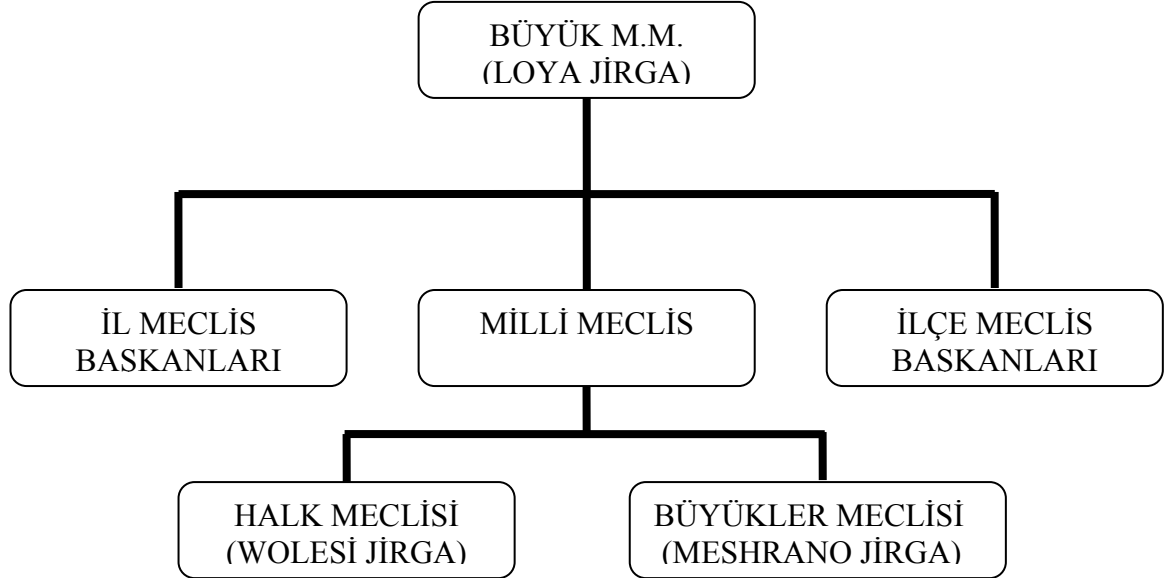 BÜYÜK M.M.
(LOYA JİRGA)
İL MECLİS
BASKANLARI
MİLLİ MECLİS
İLÇE MECLİS
BASKANLARI
HALK MECLİSİ
(WOLESİ JİRGA)
BÜYÜKLER MECLİSİ
(MESHRANO JİRGA)